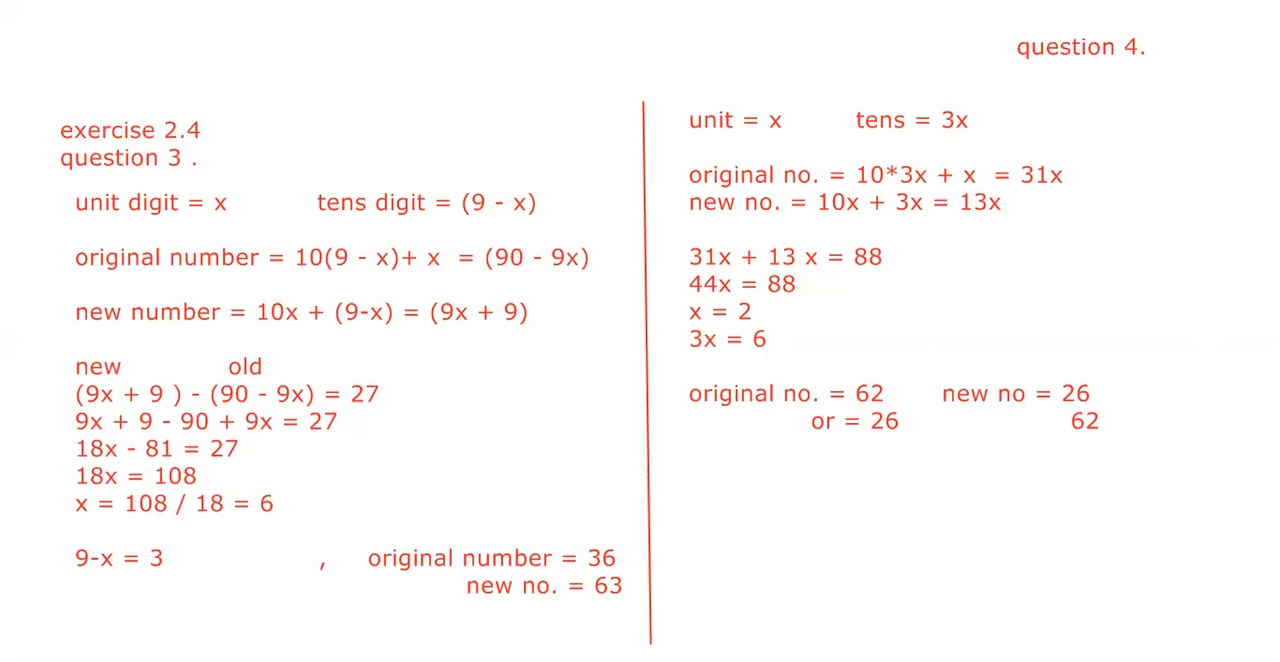 exercise 2.4
question 3 .
unit digit = x tens digit = (9 - x)
original number = 10(9 - x)+ x = (90 - 9x)
new number = 10x + (9-x) = (9x + 9)
new old
(9x + 9 ) - (90 - 9x) = 27
9x + 9 - 90 + 9x = 27
18x - 81 = 27
18x = 108
x = 108 / 18 = 6
9-x = 3 , original number = 36
new no. = 63
question 4.
unit = x tens = 3x
original no. = 10*3x + x = 31x
new no. = 10x + 3x = 13x
31x + 13 x = 88
44x = 88
x = 2
3x = 6
original no. = 62 new no = 26
or = 26 62